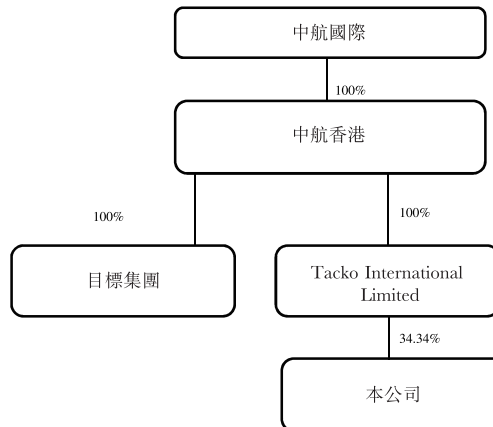 中航國際
100%
中航香港
100%
100%
目標集團
Tacko International
Limited
34.34%
本公司